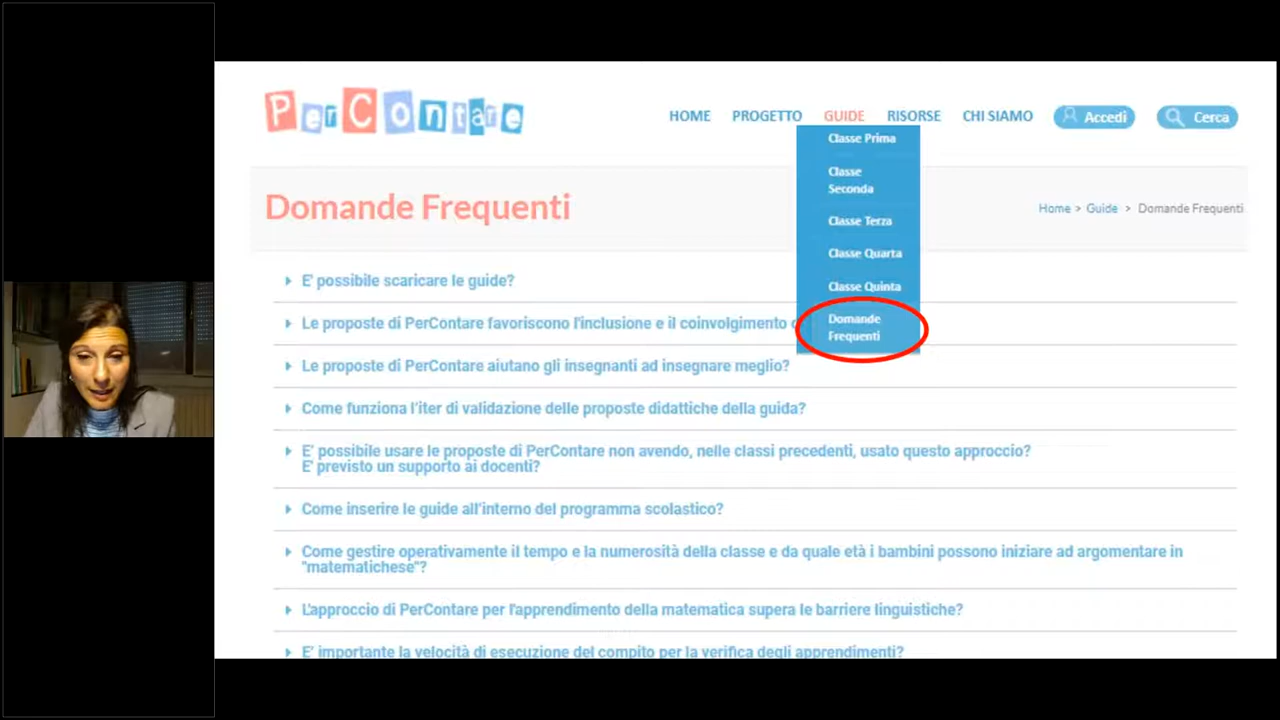 PerContare
HOME PROGETTO GUIDE RISORSE CHI SIAMO Accedi Cerca
Classe Prima
Classe
Seconda
Classe Terza
Classe Quarta
Classe Quinta
Domande
Frequenti
Domande Frequenti
Home > Guide > Domande Frequenti
E' possibile scaricare le guide?
Le proposte di PerContare favoriscono l'inclusione e il coinvolgimento
Le proposte di PerContare aiutano gli insegnanti ad insegnare meglio?
Come funziona l'iter di validazione delle proposte didattiche della guida?
E' possibile usare le proposte di PerContare non avendo, nelle classi precedenti, usato questo approccio?
E' previsto un supporto ai docenti?
Come inserire le guide all'interno del programma scolastico?
Come gestire operativamente il tempo e la numerosità della classe e da quale età i bambini possono iniziare ad argomentare in
"matematichese"?
L'approccio di PerContare per l'apprendimento della matematica supera le barriere linguistiche?
E' importante la velocità di esecuzione del compito per la verifica degli apprendimenti?